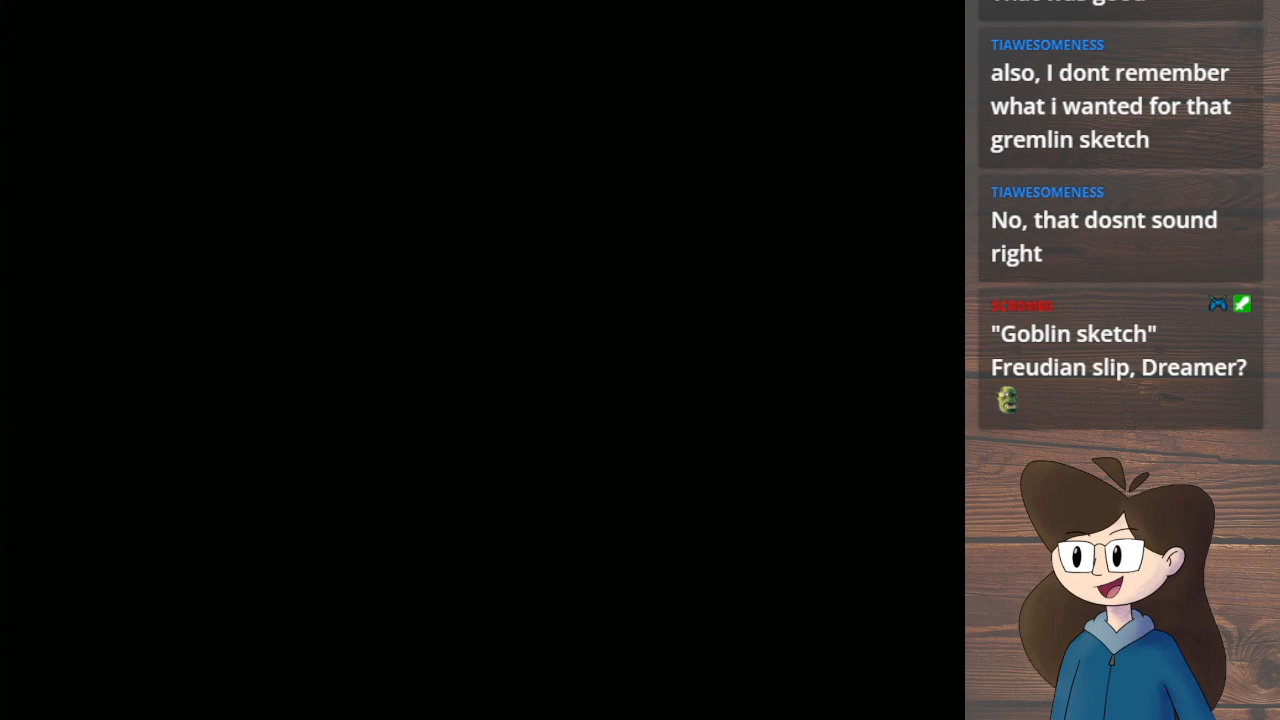 TIAWESOMENESS
also, I dont remember
what i wanted for that
gremlin sketch
TIAWESOMENESS
No, that dosnt sound
right
"Goblin sketch"
Freudian slip, Dreamer?